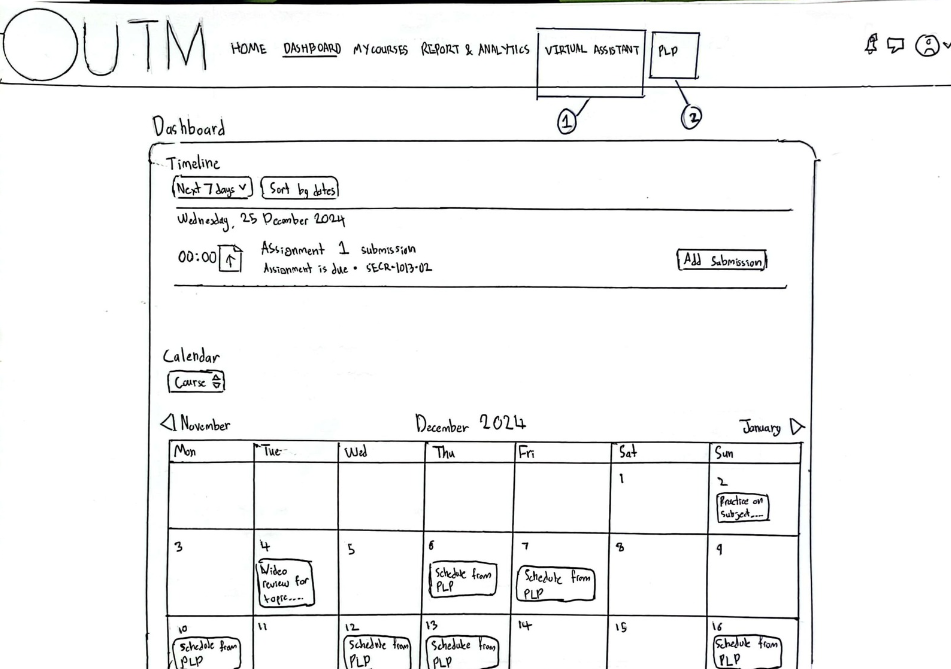 UTM
HOME DASHBOARD MY COURSES REPORT & ANALYTICS VIRTUAL ASSISTANT PLP
1 2
Dashboard
Timeline
Next 7 days Sort by dates
Wednesday, 25 December 2024
00:00 Assignment 1 submission
Assignment is due • SECR-1013-02
Add Submission
Calendar
Course
November December 2024 January
Mon Tue Wed Thu Fri Sat Sun
1 2
Practice on
subject....
3 4 5 6 7 8 9
Video
review for
topic....
Schedule from
PLP
Schedule from
PLP
10 11 12 13 14 15 16
Schedule from
PLP
Schedule from
PLP
Schedule from
PLP
Schedule from
PLP